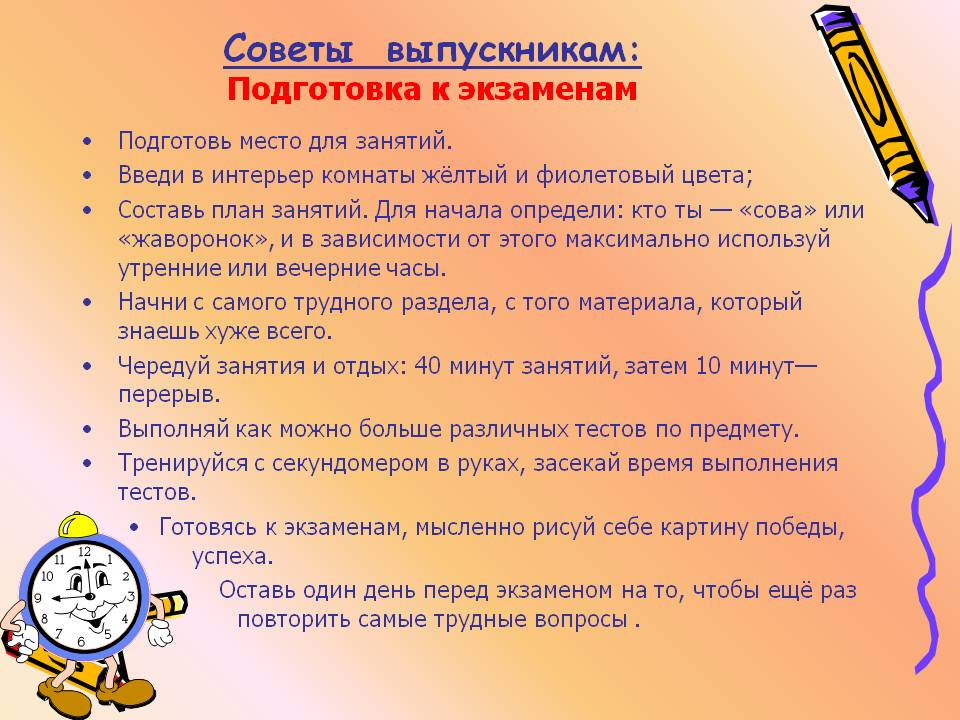 Советы выпускникам:
Подготовка к экзаменам
• Подготовь место для занятий.
• Введи в интерьер комнаты жёлтый и фиолетовый цвета;
• Составь план занятий. Для начала определи: кто ты — «сова» или
«жаворонок», и в зависимости от этого максимально используй
утренние или вечерние часы.
• Начни с самого трудного раздела, с того материала, который
знаешь хуже всего.
• Чередуй занятия и отдых: 40 минут занятий, затем 10 минут—
перерыв.
• Выполняй как можно больше различных тестов по предмету.
• Тренируйся с секундомером в руках, засекай время выполнения
тестов.
• Готовясь к экзаменам, мысленно рисуй себе картину победы,
успеха.
Оставь один день перед экзаменом на то, чтобы ещё раз
повторить самые трудные вопросы .
12
1
2
3
4
5
6
7
8
9
10
11